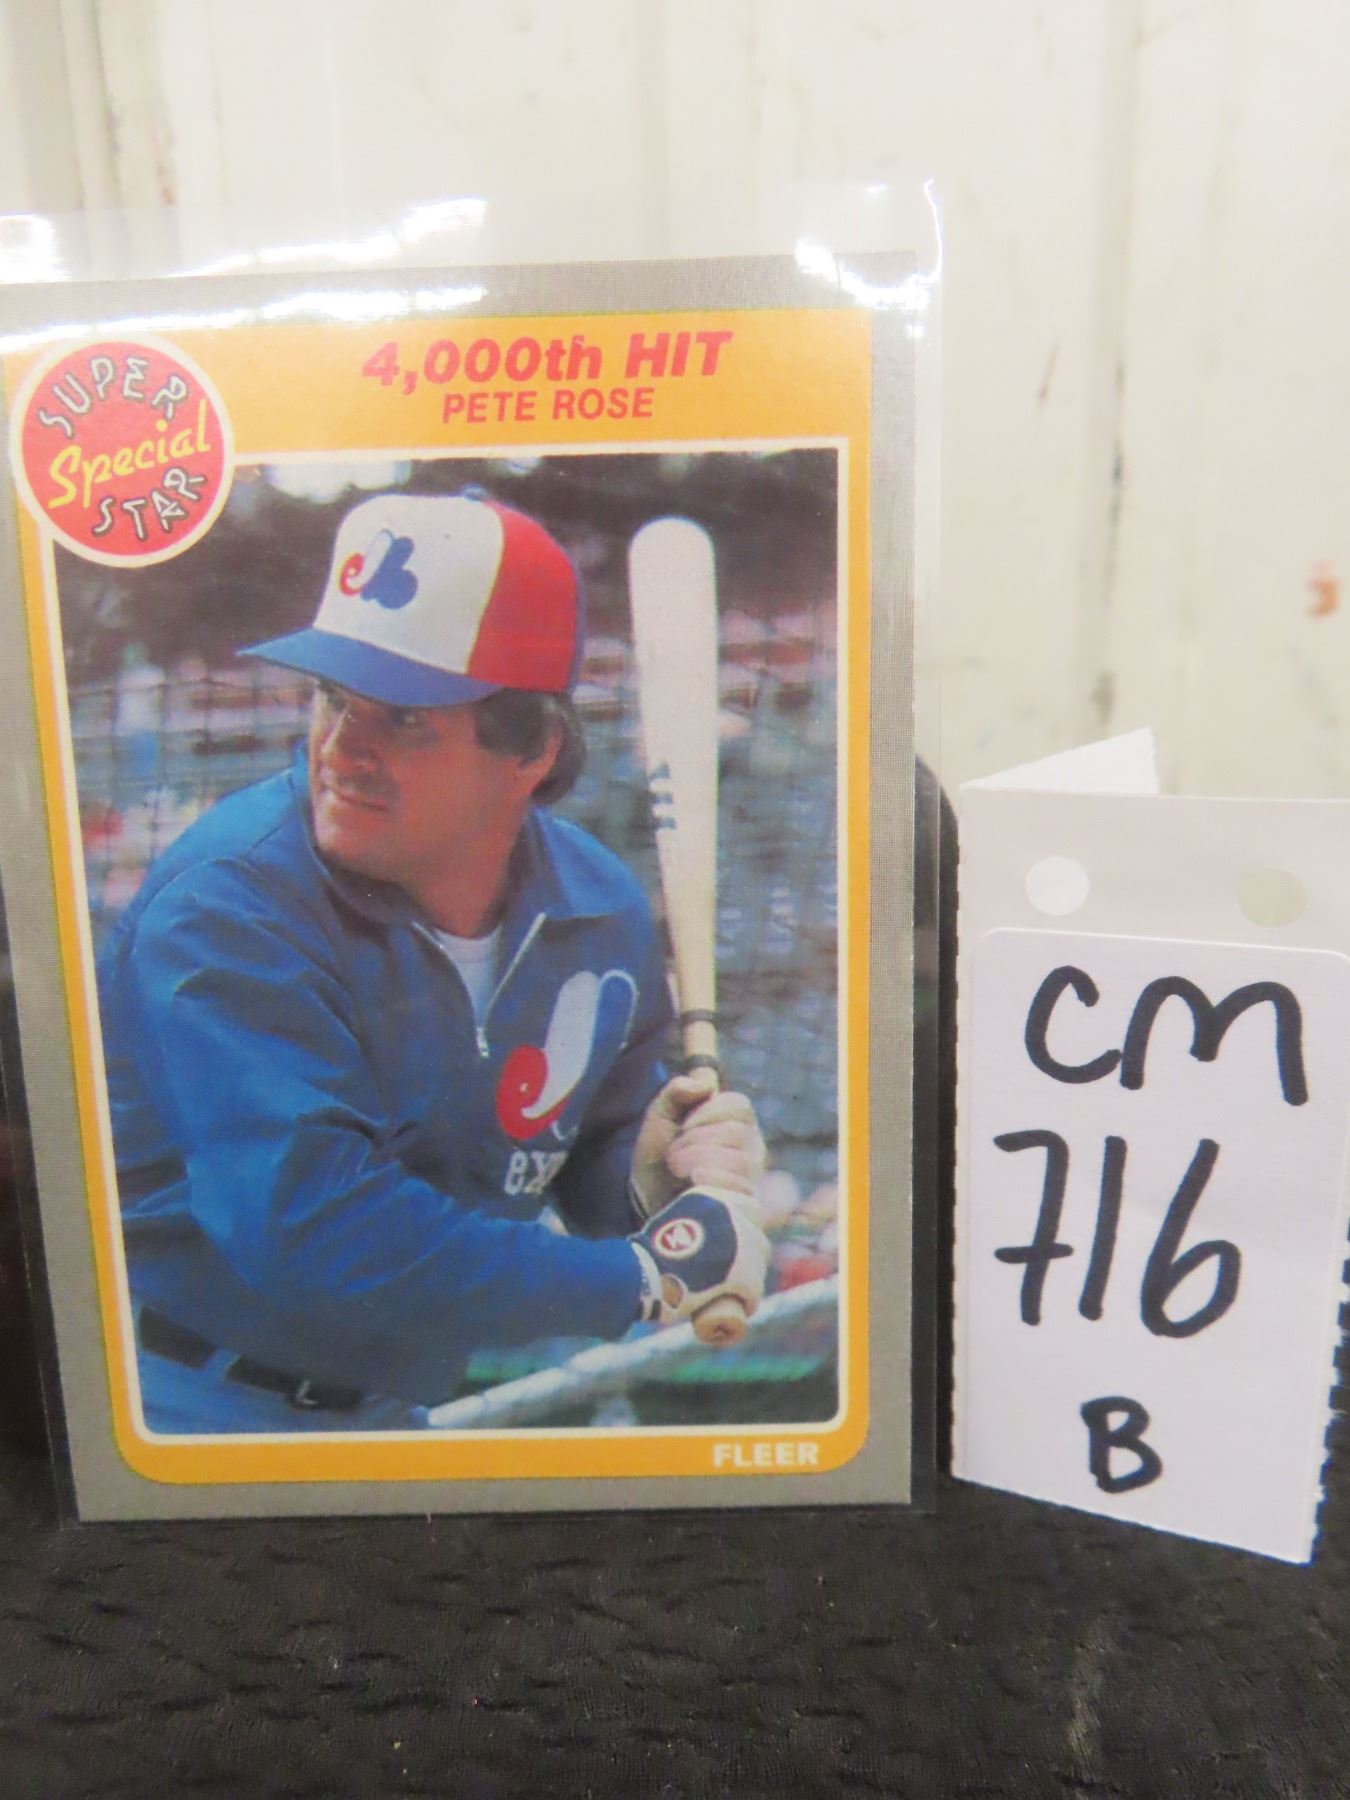 4,000th HIT
PETE ROSE
SUPER
Special
STAR
FLEER
CM
716
B